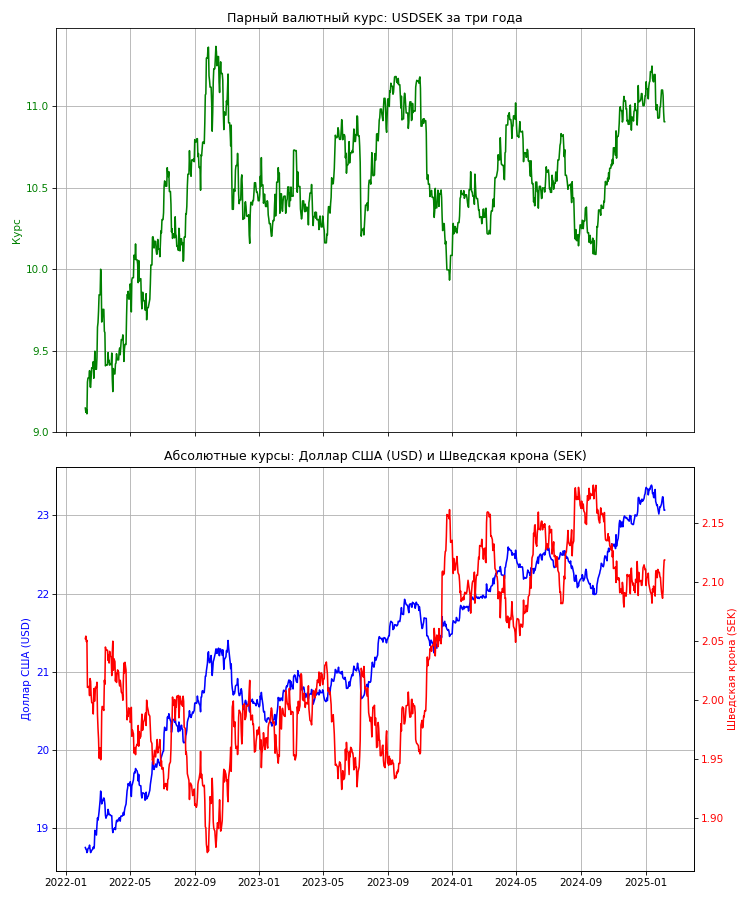 Парный валютный курс: USDSEK за три года
11.0
10.5
10.0
9.5
9.0
Курс
Абсолютные курсы: Доллар США (USD) и Шведская крона (SEK)
23
22
21
20
19
Доллар США (USD)
2.15
2.10
2.05
2.00
1.95
1.90
Шведская крона (SEK)
2022-01 2022-05 2022-09 2023-01 2023-05 2023-09 2024-01 2024-05 2024-09 2025-01